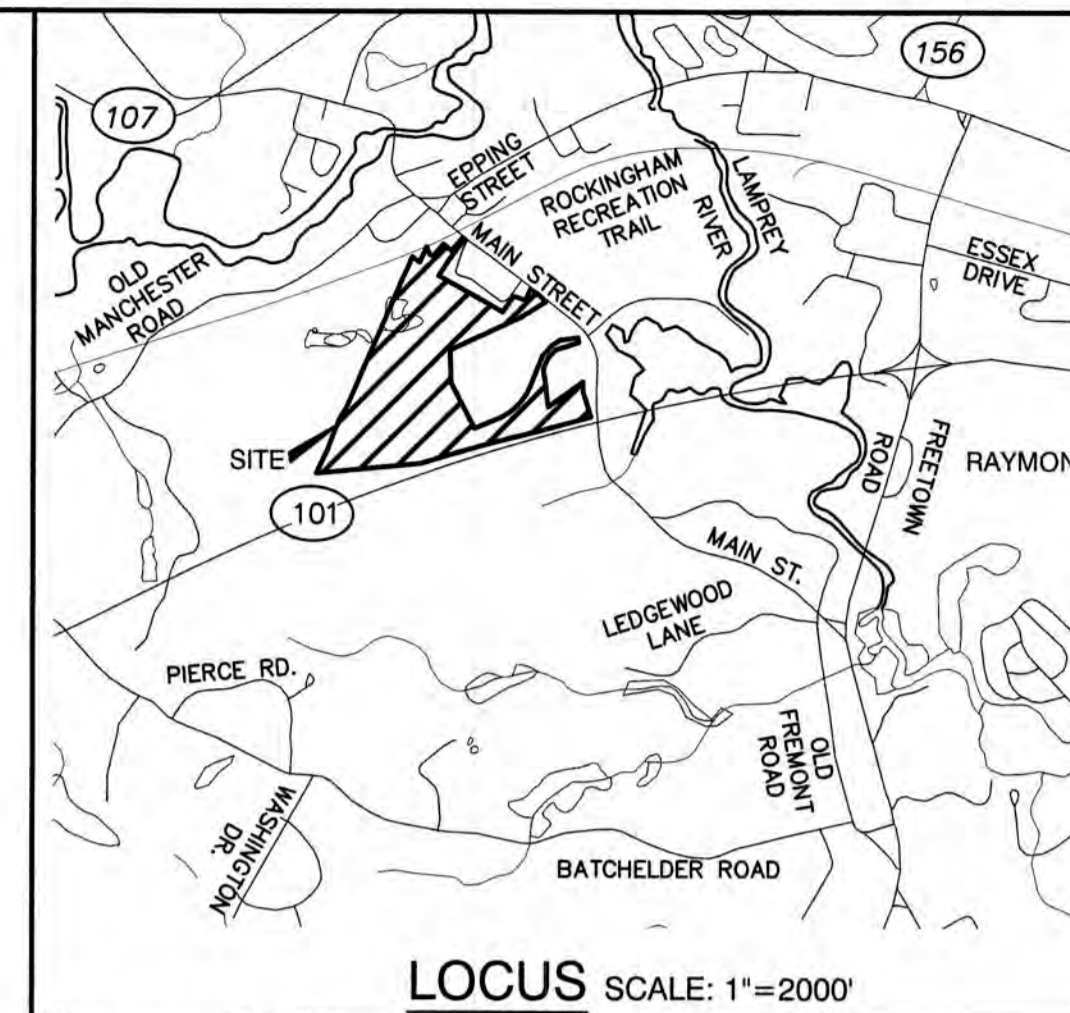 107
156
EPPING
STREET
ROCKINGHAM
RECREATION
TRAIL
LAMPREY
RIVER
MAIN STREET
OLD
MANCHESTER
ROAD
ESSEX
DRIVE
SITE
101
FREETOWN
ROAD
RAYMON
MAIN ST.
LEDGEWOOD
LANE
PIERCE RD.
OLD
FREMONT
ROAD
WASHINGTON
DR.
BATCHELDER ROAD
LOCUS SCALE: 1"=2000'